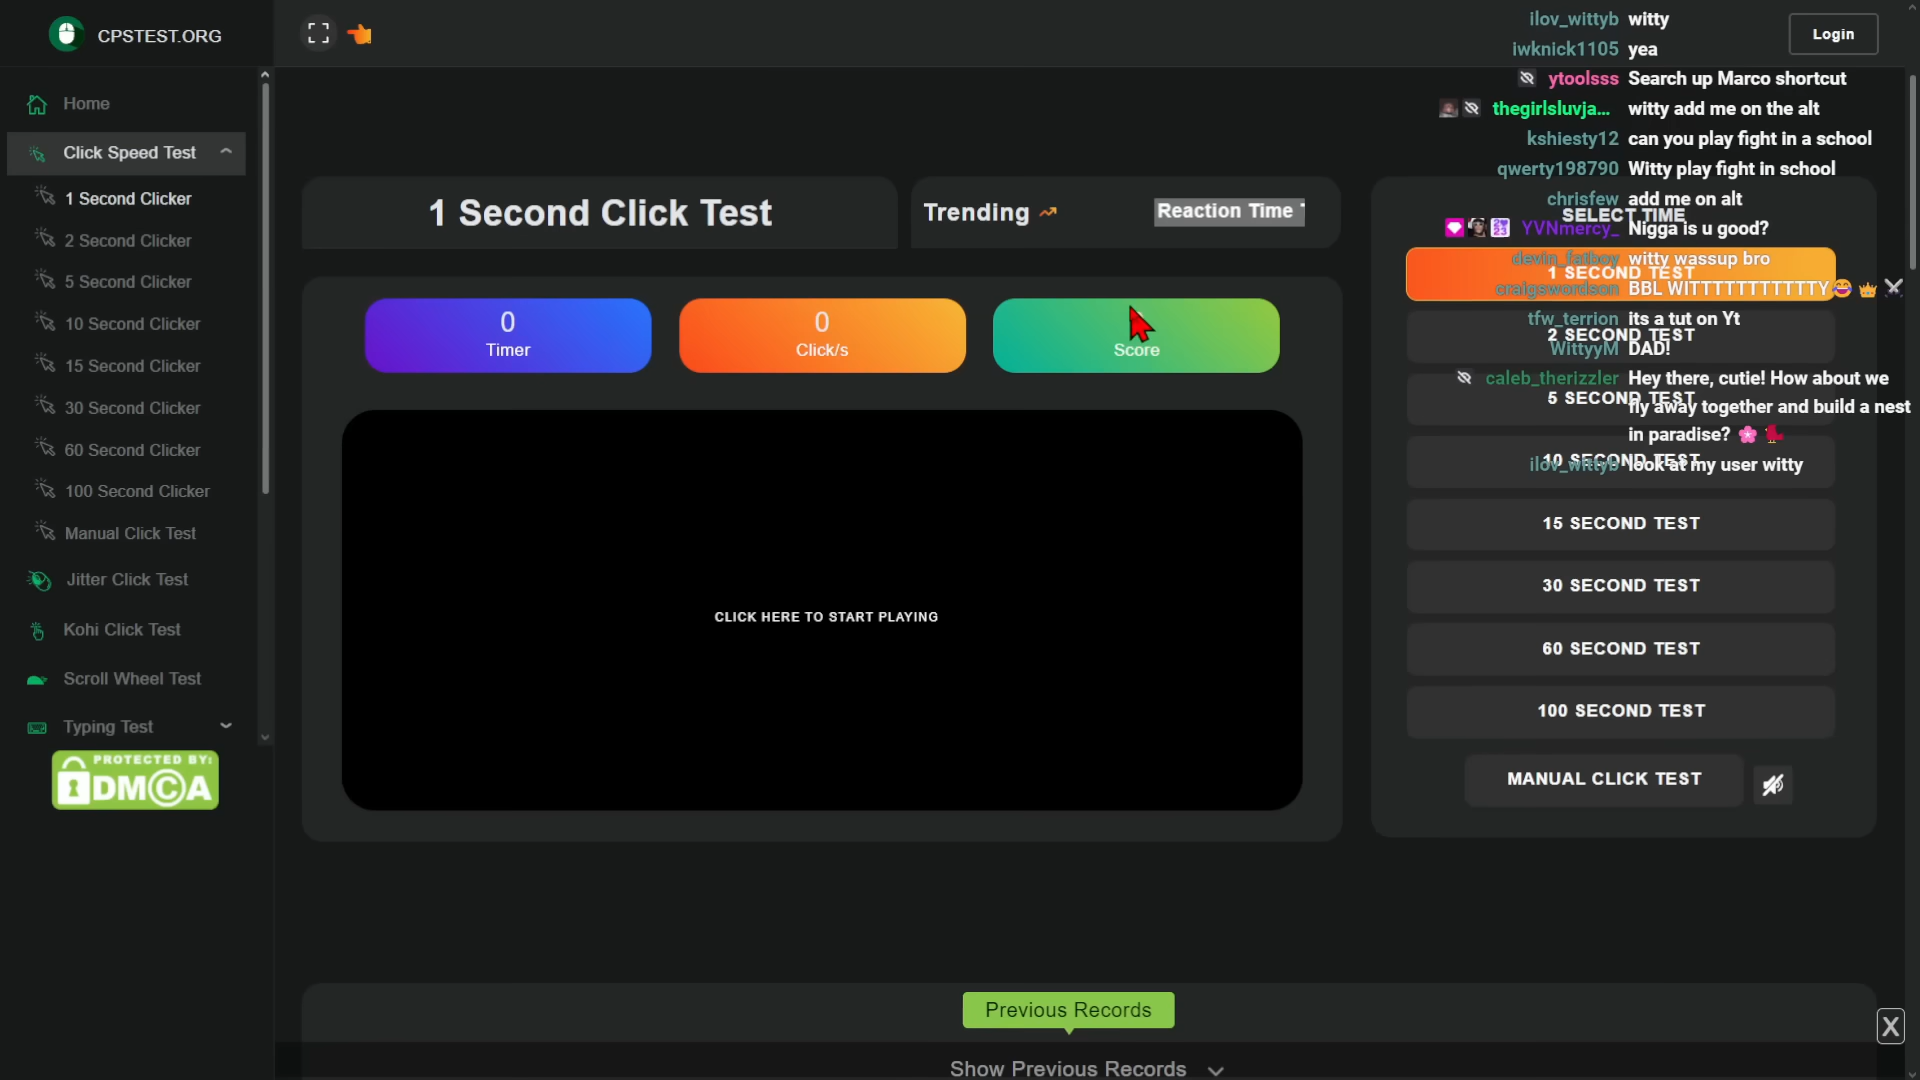 CPSTEST.ORG
Login
Home
Click Speed Test
1 Second Clicker
2 Second Clicker
5 Second Clicker
10 Second Clicker
15 Second Clicker
30 Second Clicker
60 Second Clicker
100 Second Clicker
Manual Click Test
Jitter Click Test
Kohi Click Test
Scroll Wheel Test
Typing Test
PROTECTED BY:
DMCA
1 Second Click Test
Trending
Reaction Time
0
Timer
0
Click/s
Score
CLICK HERE TO START PLAYING
SELECT TIME
1 SECOND TEST
2 SECOND TEST
5 SECOND TEST
10 SECOND TEST
15 SECOND TEST
30 SECOND TEST
60 SECOND TEST
100 SECOND TEST
MANUAL CLICK TEST
ilov_wittyb witty
iwknick1105 yea
ytoolsss Search up Marco shortcut
thegirlsluvja... witty add me on the alt
kshiesty12 can you play fight in a school
qwerty198790 Witty play fight in school
chrisfew add me on alt
YVNmercy_ Nigga is u good?
devin_fatboy witty wassup bro
craigswordson BBL WITTTTTTTTTTTY
tfw_terrion its a tut on Yt
WittyyM DAD!
caleb_therizzler Hey there, cutie! How about we
fly away together and build a nest
in paradise?
ilov_wittyb look at my user witty
Previous Records
Show Previous Records
X